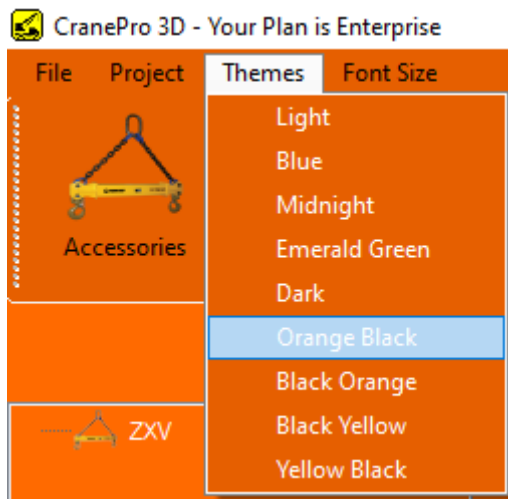 CranePro 3D - Your Plan is Enterprise
File Project Themes Font Size
Accessories
Light
Blue
Midnight
Emerald Green
Dark
Orange Black
Black Orange
Black Yellow
Yellow Black
ZXV